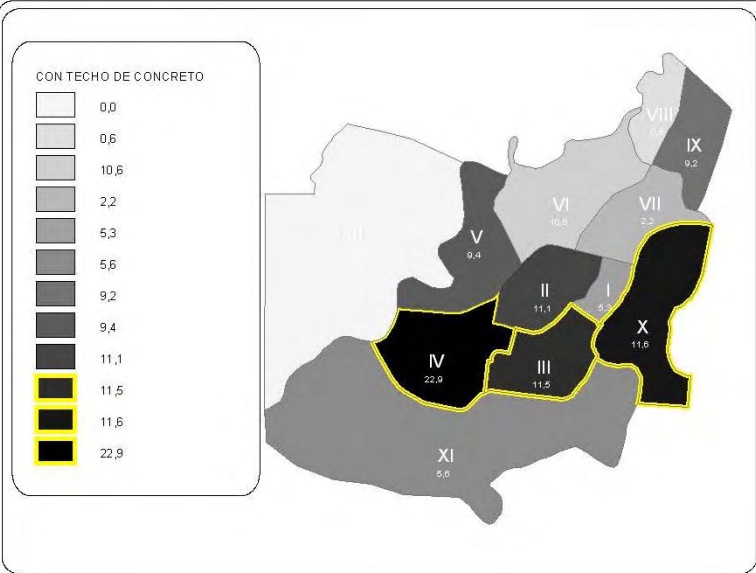 CON TECHO DE CONCRETO
0,0
0,6
10,6
2,2
5,3
5,6
9,2
9,4
11,1
11,5
11,6
22,9
VIII
0,6
IX
9,2
VI
10,6
VII
2,2
V
9,4
II
11,1
I
5,3
X
11,6
IV
22,9
III
11,5
XI
5,6